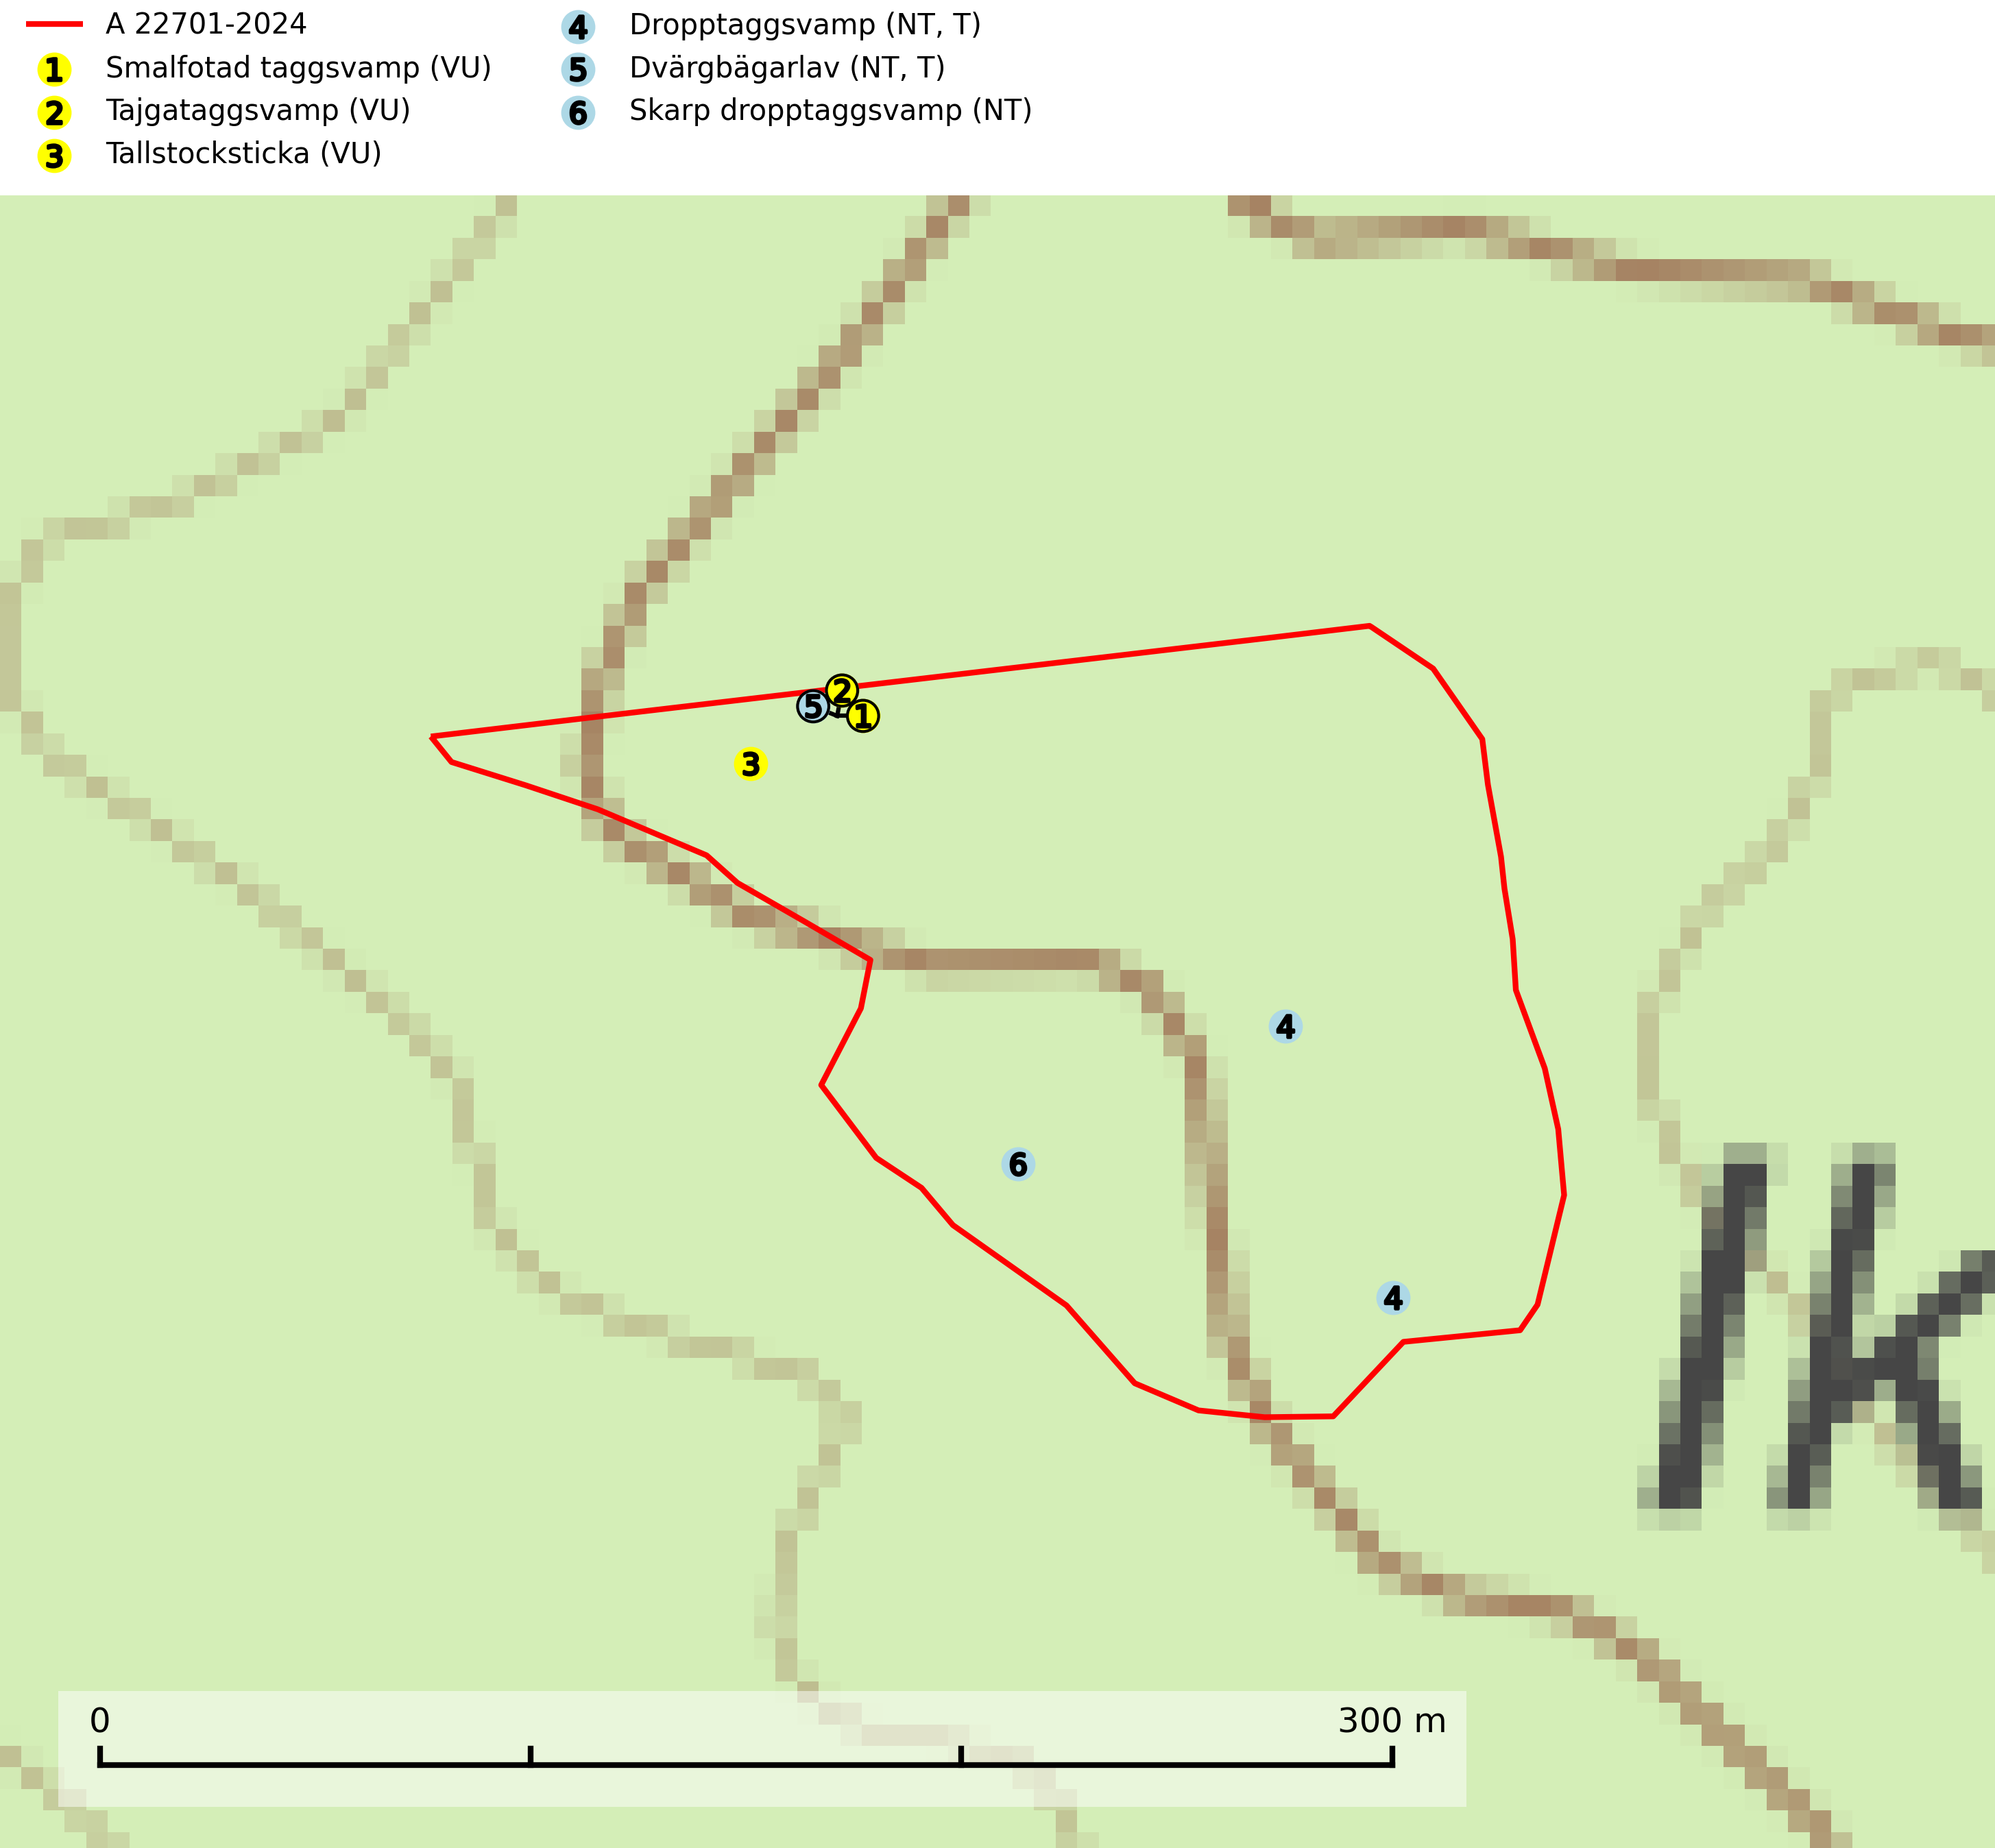 A 22701-2024
1 Smalfotad taggsvamp (VU)
2 Tajgataggsvamp (VU)
3 Tallstocksticka (VU)
4 Dropptaggsvamp (NT, T)
5 Dvärgbägarlav (NT, T)
6 Skarp dropptaggsvamp (NT)
2
5
1
3
4
6
4
IK
0 300 m